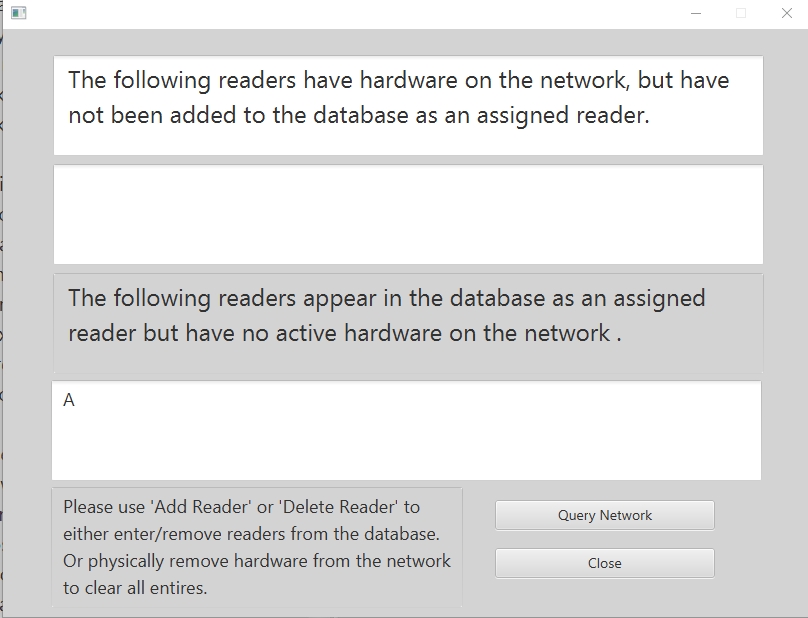 The following readers have hardware on the network, but have
not been added to the database as an assigned reader.
The following readers appear in the database as an assigned
reader but have no active hardware on the network .
A
Please use 'Add Reader' or 'Delete Reader' to
either enter/remove readers from the database.
Or physically remove hardware from the network
to clear all entires.
Query Network
Close